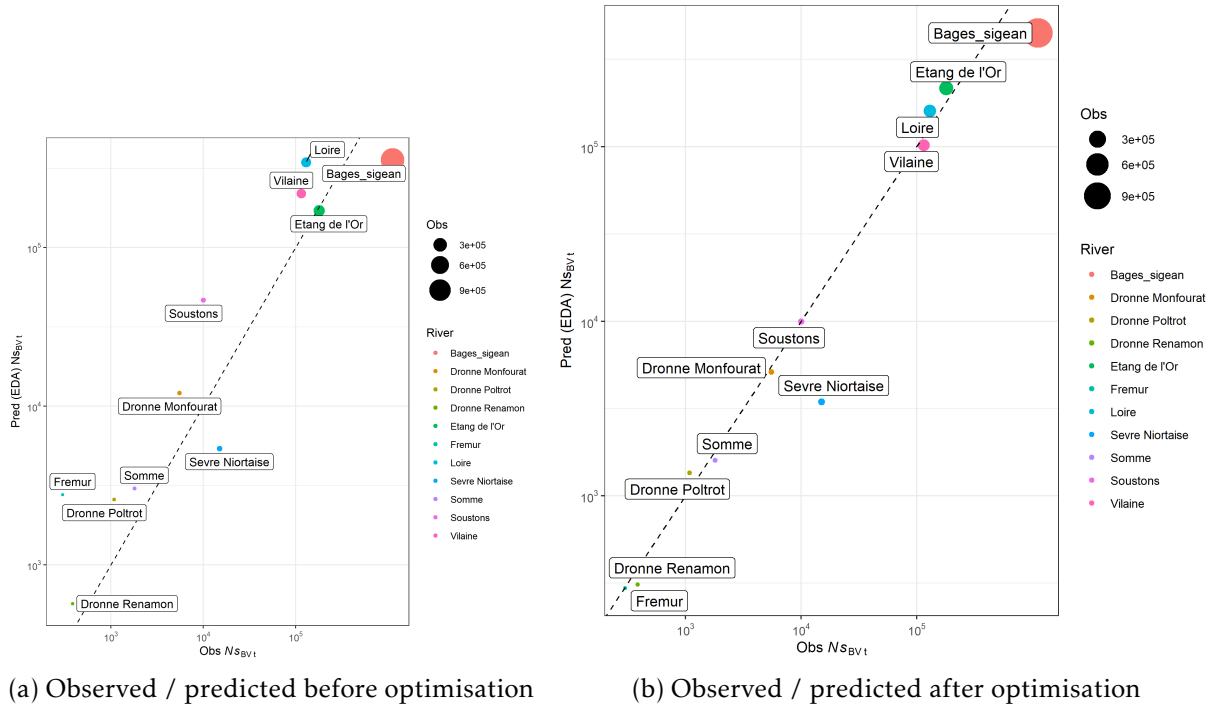 Loire
Bages_sigean
Vilaine
Etang de l'Or
Soustons
Dronne Monfourat
Sevre Niortaise
Somme
Fremur
Dronne Poltrot
Dronne Renamon
10^5
10^4
10^3
Pred (EDA) Ns_BV t
10^3
10^4
10^5
Obs Ns_BV t
Obs
3e+05
6e+05
9e+05
River
Bages_sigean
Dronne Monfourat
Dronne Poltrot
Dronne Renamon
Etang de l'Or
Fremur
Loire
Sevre Niortaise
Somme
Soustons
Vilaine
(a) Observed / predicted before optimisation
Bages_sigean
Etang de l'Or
Loire
Vilaine
Soustons
Dronne Monfourat
Sevre Niortaise
Somme
Dronne Poltrot
Dronne Renamon
Fremur
10^5
10^4
10^3
Pred (EDA) Ns_BV t
10^3
10^4
10^5
Obs Ns_BV t
Obs
3e+05
6e+05
9e+05
River
Bages_sigean
Dronne Monfourat
Dronne Poltrot
Dronne Renamon
Etang de l'Or
Fremur
Loire
Sevre Niortaise
Somme
Soustons
Vilaine
(b) Observed / predicted after optimisation